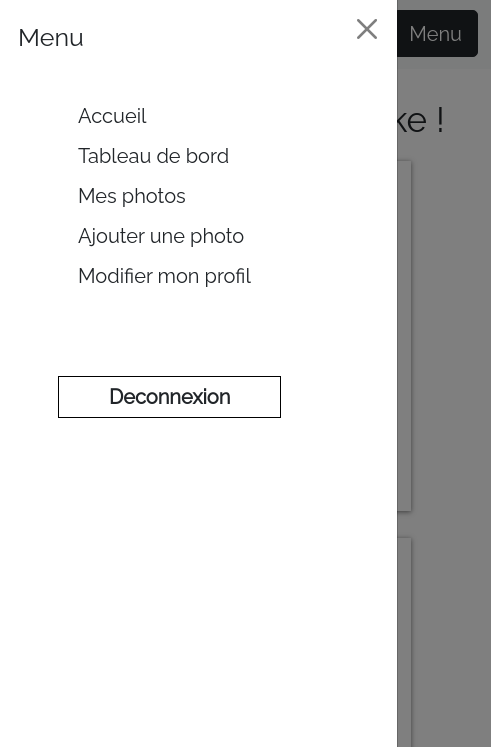 Menu
Menu
ke !
Accueil
Tableau de bord
Mes photos
Ajouter une photo
Modifier mon profil
Deconnexion